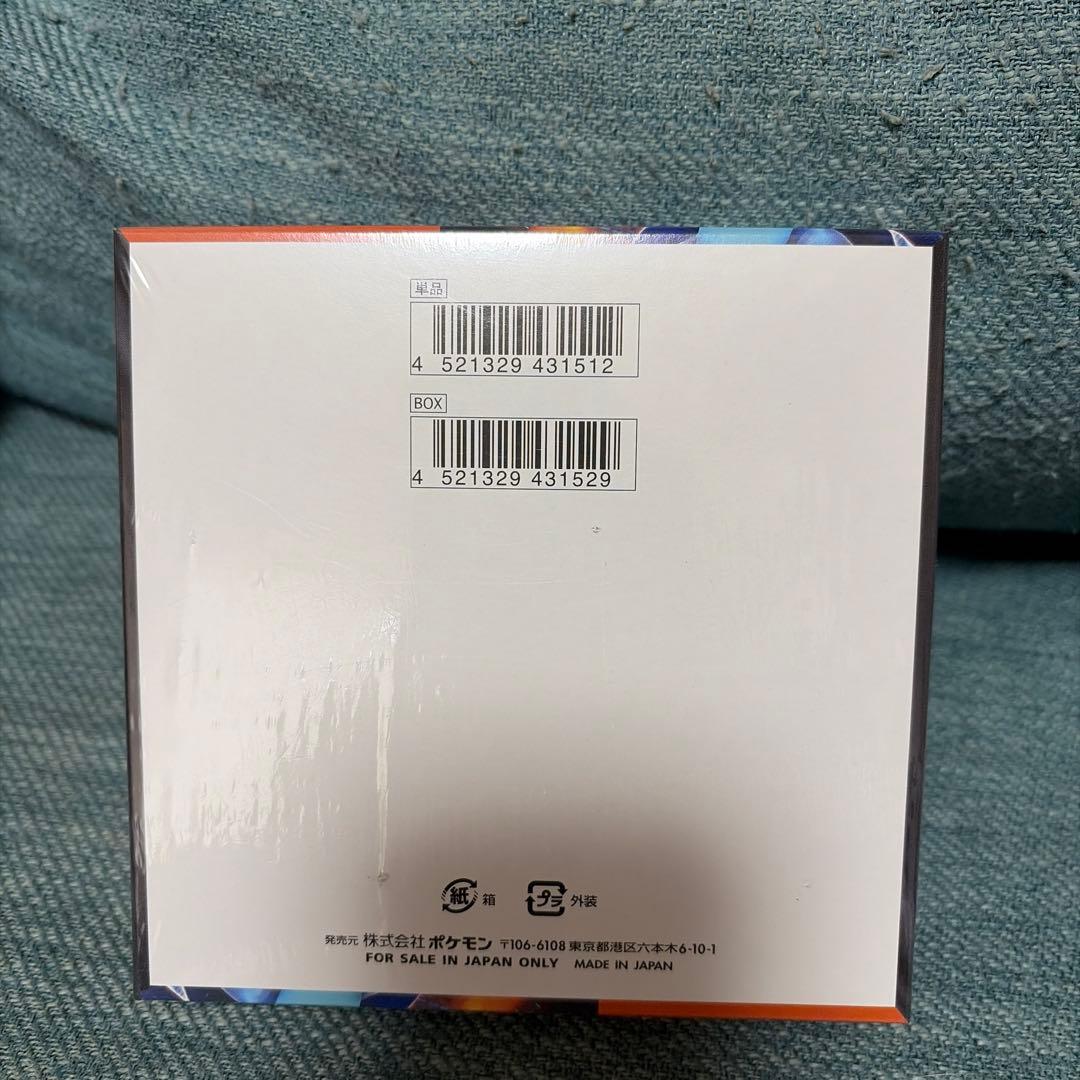 単品
4 521329 431512
BOX
4 521329 431529
紙 箱 プラ 外装
発売元 株式会社 ポケモン 〒106-6108 東京都港区六本木6-10-1
FOR SALE IN JAPAN ONLY MADE IN JAPAN